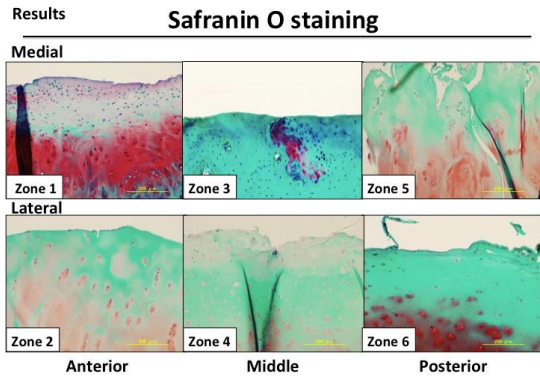 Results
Safranin O staining
Medial
Zone 1
Zone 3
Zone 5
Lateral
Zone 2
Zone 4
Zone 6
Anterior
Middle
Posterior